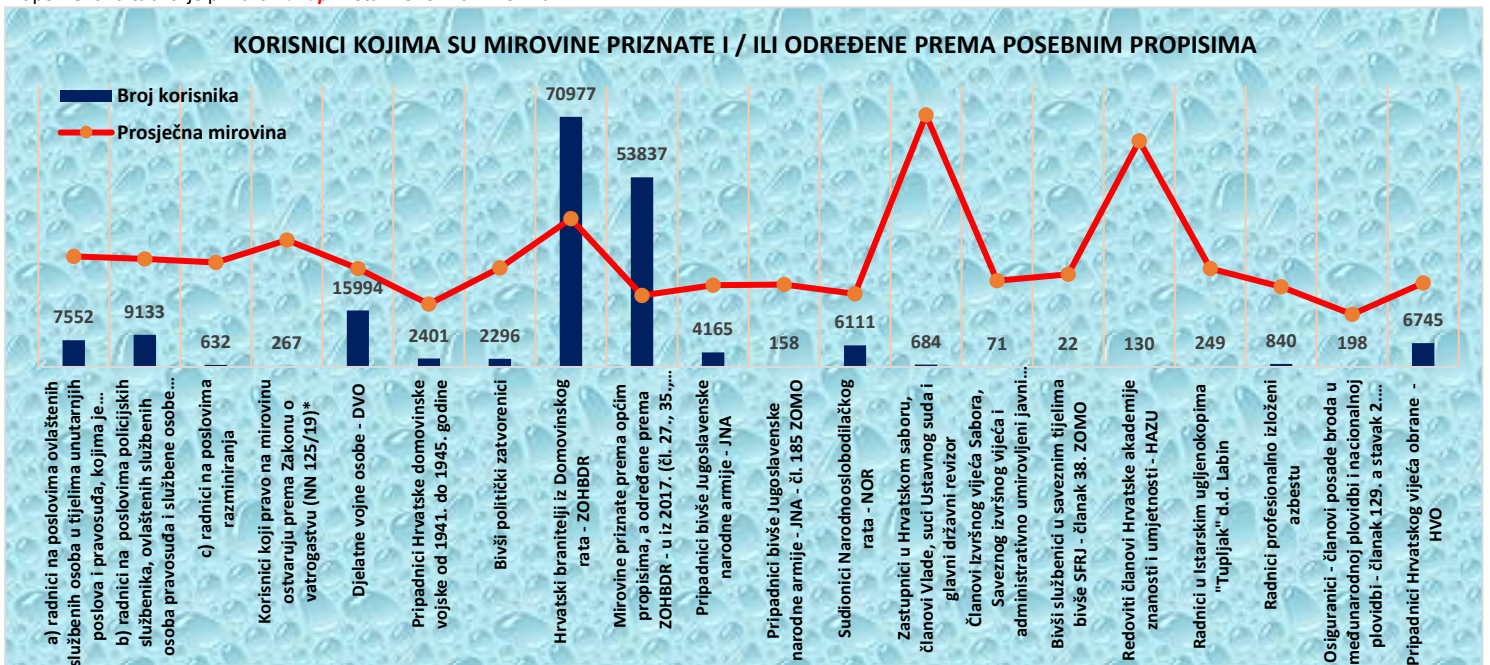 KORISNICI KOJIMA SU MIROVINE PRIZNATE I / ILI ODREĐENE PREMA POSEBNIM PROPISIMA
Broj korisnika
Prosječna mirovina
7552
9133
632
267
15994
2401
2296
70977
53837
4165
158
6111
684
71
22
130
249
840
198
6745
a) radnici na poslovima ovlaštenih
službenih osoba u tijelima unutarnjih
poslova i pravosuđa, kojima je…
b) radnici na poslovima policijskih
službenika, ovlaštenih službenih
osoba pravosuđa i službene osobe…
c) radnici na poslovima
razminiranja
Korisnici koji pravo na mirovinu
ostvaruju prema Zakonu o
vatrogastvu (NN 125/19)*
Djelatne vojne osobe - DVO
Pripadnici Hrvatske domovinske
vojske od 1941. do 1945. godine
Bivši politički zatvorenici
Hrvatski branitelji iz Domovinskog
rata - ZOHBDR
Mirovine priznate prema općim
propisima, a određene prema
ZOHBDR - u iz 2017. (čl. 27., 35.,…
Pripadnici bivše Jugoslavenske
narodne armije - JNA
Pripadnici bivše Jugoslavenske
narodne armije - JNA - čl. 185 ZOMO
Sudionici Narodnooslobodilačkog
rata - NOR
Zastupnici u Hrvatskom saboru,
članovi Vlade, suci Ustavnog suda i
glavni državni revizor
Članovi Izvršnog vijeća Sabora,
Saveznog izvršnog vijeća i
administrativno umirovljeni javni…
Bivši službenici u saveznim tijelima
bivše SFRJ - članak 38. ZOMO
Redoviti članovi Hrvatske akademije
znanosti i umjetnosti - HAZU
Radnici u Istarskim ugljenokopima
"Tupljak" d.d. Labin
Radnici profesionalno izloženi
azbestu
Osiguranici - članovi posade broda u
međunarodnoj plovidbi i nacionalnoj
plovidbi - članak 129. a stavak 2.…
Pripadnici Hrvatskog vijeća obrane -
HVO